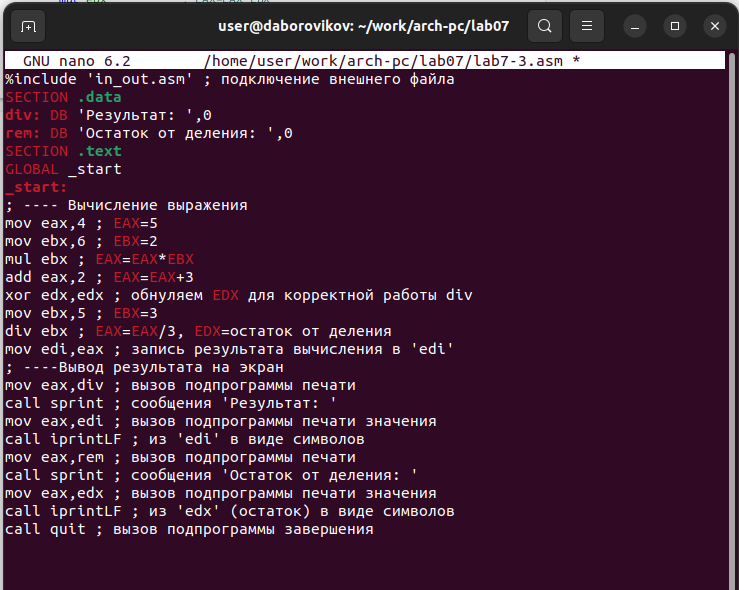 user@daborovikov: ~/work/arch-pc/lab07
GNU nano 6.2 /home/user/work/arch-pc/lab07/lab7-3.asm *
%include 'in_out.asm' ; подключение внешнего файла
SECTION .data
div: DB 'Результат: ',0
rem: DB 'Остаток от деления: ',0
SECTION .text
GLOBAL _start
_start:
; ---- Вычисление выражения
mov eax,4 ; EAX=5
mov ebx,6 ; EBX=2
mul ebx ; EAX=EAX*EBX
add eax,2 ; EAX=EAX+3
xor edx,edx ; обнуляем EDX для корректной работы div
mov ebx,5 ; EBX=3
div ebx ; EAX=EAX/3, EDX=остаток от деления
mov edi,eax ; запись результата вычисления в 'edi'
; ----Вывод результата на экран
mov eax,div ; вызов подпрограммы печати
call sprint ; сообщения 'Результат: '
mov eax,edi ; вызов подпрограммы печати значения
call iprintLF ; из 'edi' в виде символов
mov eax,rem ; вызов подпрограммы печати
call sprint ; сообщения 'Остаток от деления: '
mov eax,edx ; вызов подпрограммы печати значения
call iprintLF ; из 'edx' (остаток) в виде символов
call quit ; вызов подпрограммы завершения